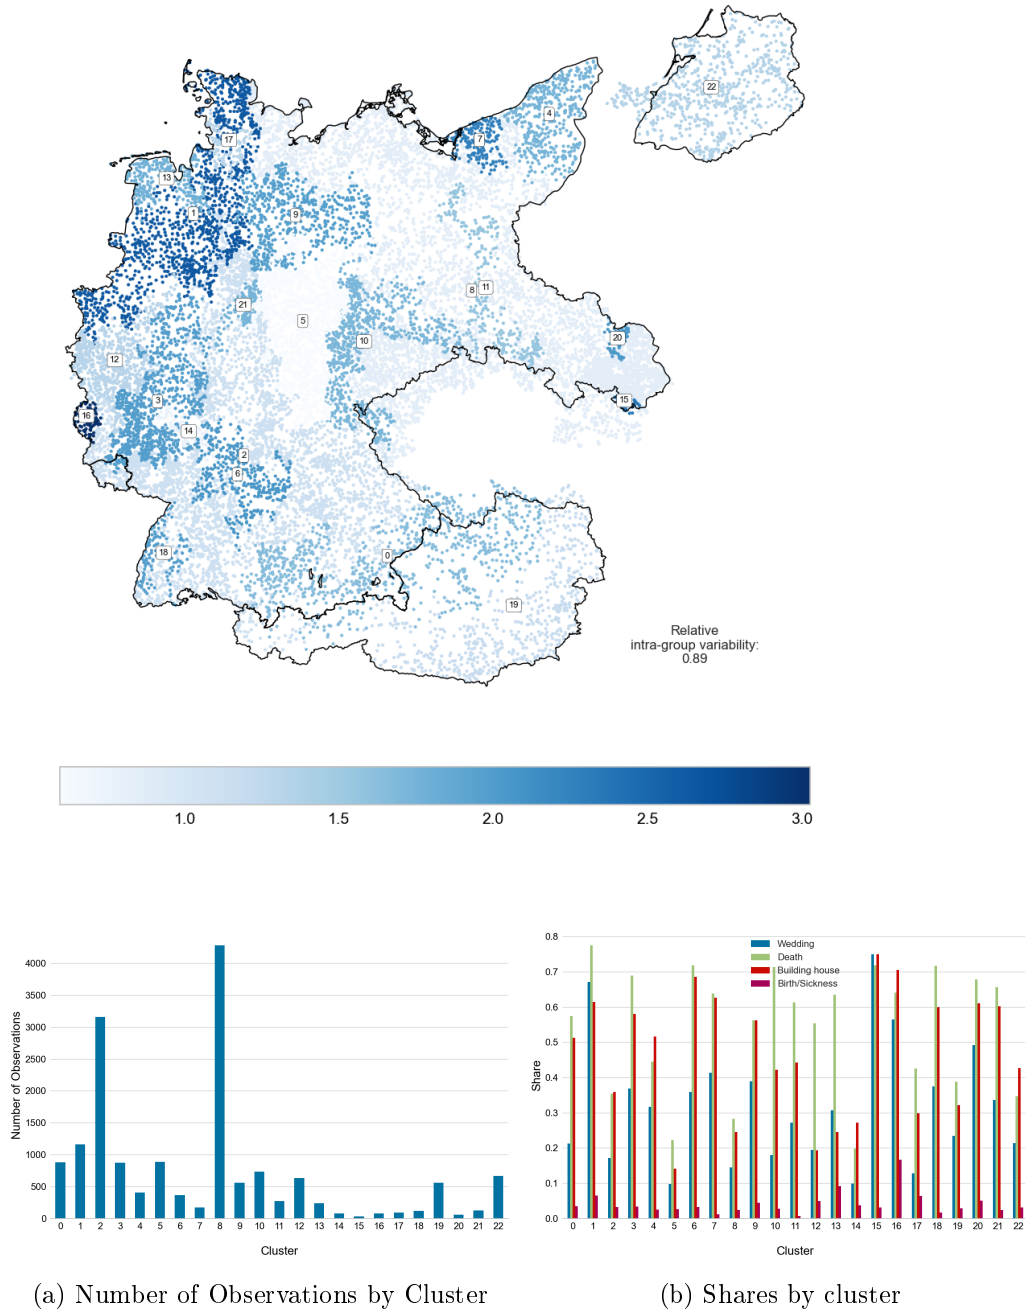 22
4
7
17
13
1
9
11
8
21
5
20
10
12
3
15
16
14
2
6
18
0
19
Relative
intra-group variability:
0.89
1.0 1.5 2.0 2.5 3.0
Number of Observations
4000
3500
3000
2500
2000
1500
1000
500
0
0 1 2 3 4 5 6 7 8 9 10 11 12 13 14 15 16 17 18 19 20 21 22
Cluster
(a) Number of Observations by Cluster
Share
0.8
0.7
0.6
0.5
0.4
0.3
0.2
0.1
0.0
Wedding
Death
Building house
Birth/Sickness
0 1 2 3 4 5 6 7 8 9 10 11 12 13 14 15 16 17 18 19 20 21 22
Cluster
(b) Shares by cluster